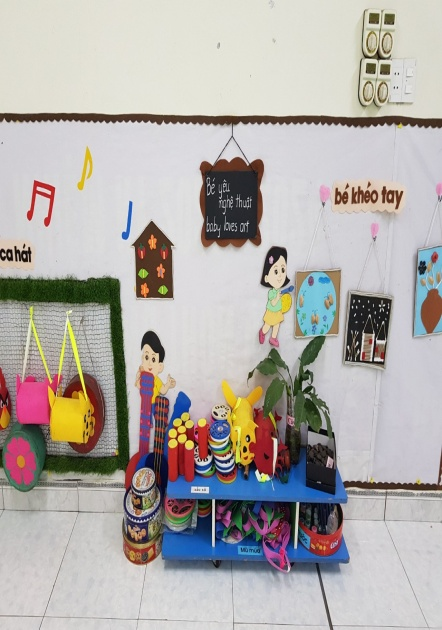 bé khéo tay
Bé yêu
nghệ thuật
baby loves art
ca hát